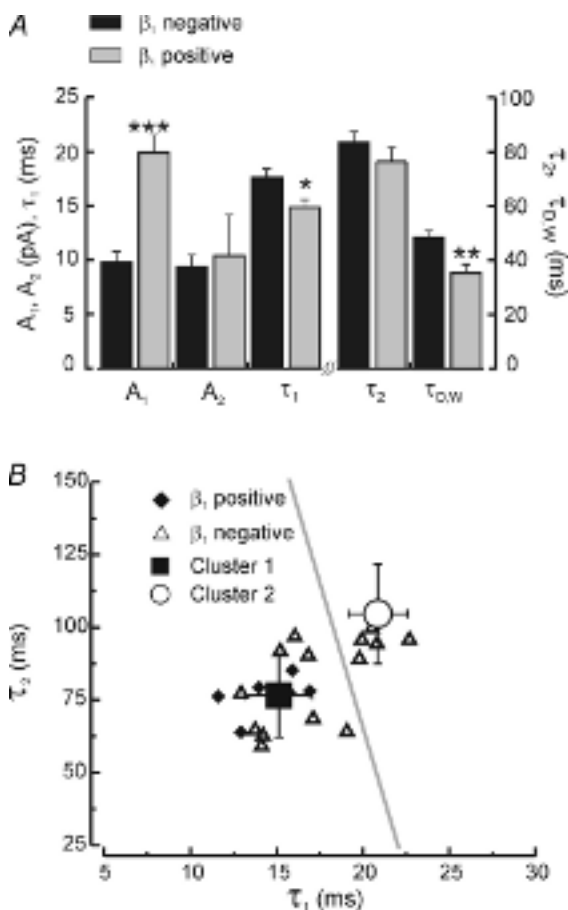 A
β₁ negative
β₁ positive
25
20
15
10
5
0
A₁, A₂ (pA), τ₁ (ms)
***
*
**
100
80
60
40
20
0
τ₂, τ_D,W (ms)
A₁
A₂
τ₁
τ₂
τ_D,W
B
150
125
100
75
50
25
τ₂ (ms)
β₁ positive
β₁ negative
Cluster 1
Cluster 2
5
10
15
20
25
30
τ₁ (ms)